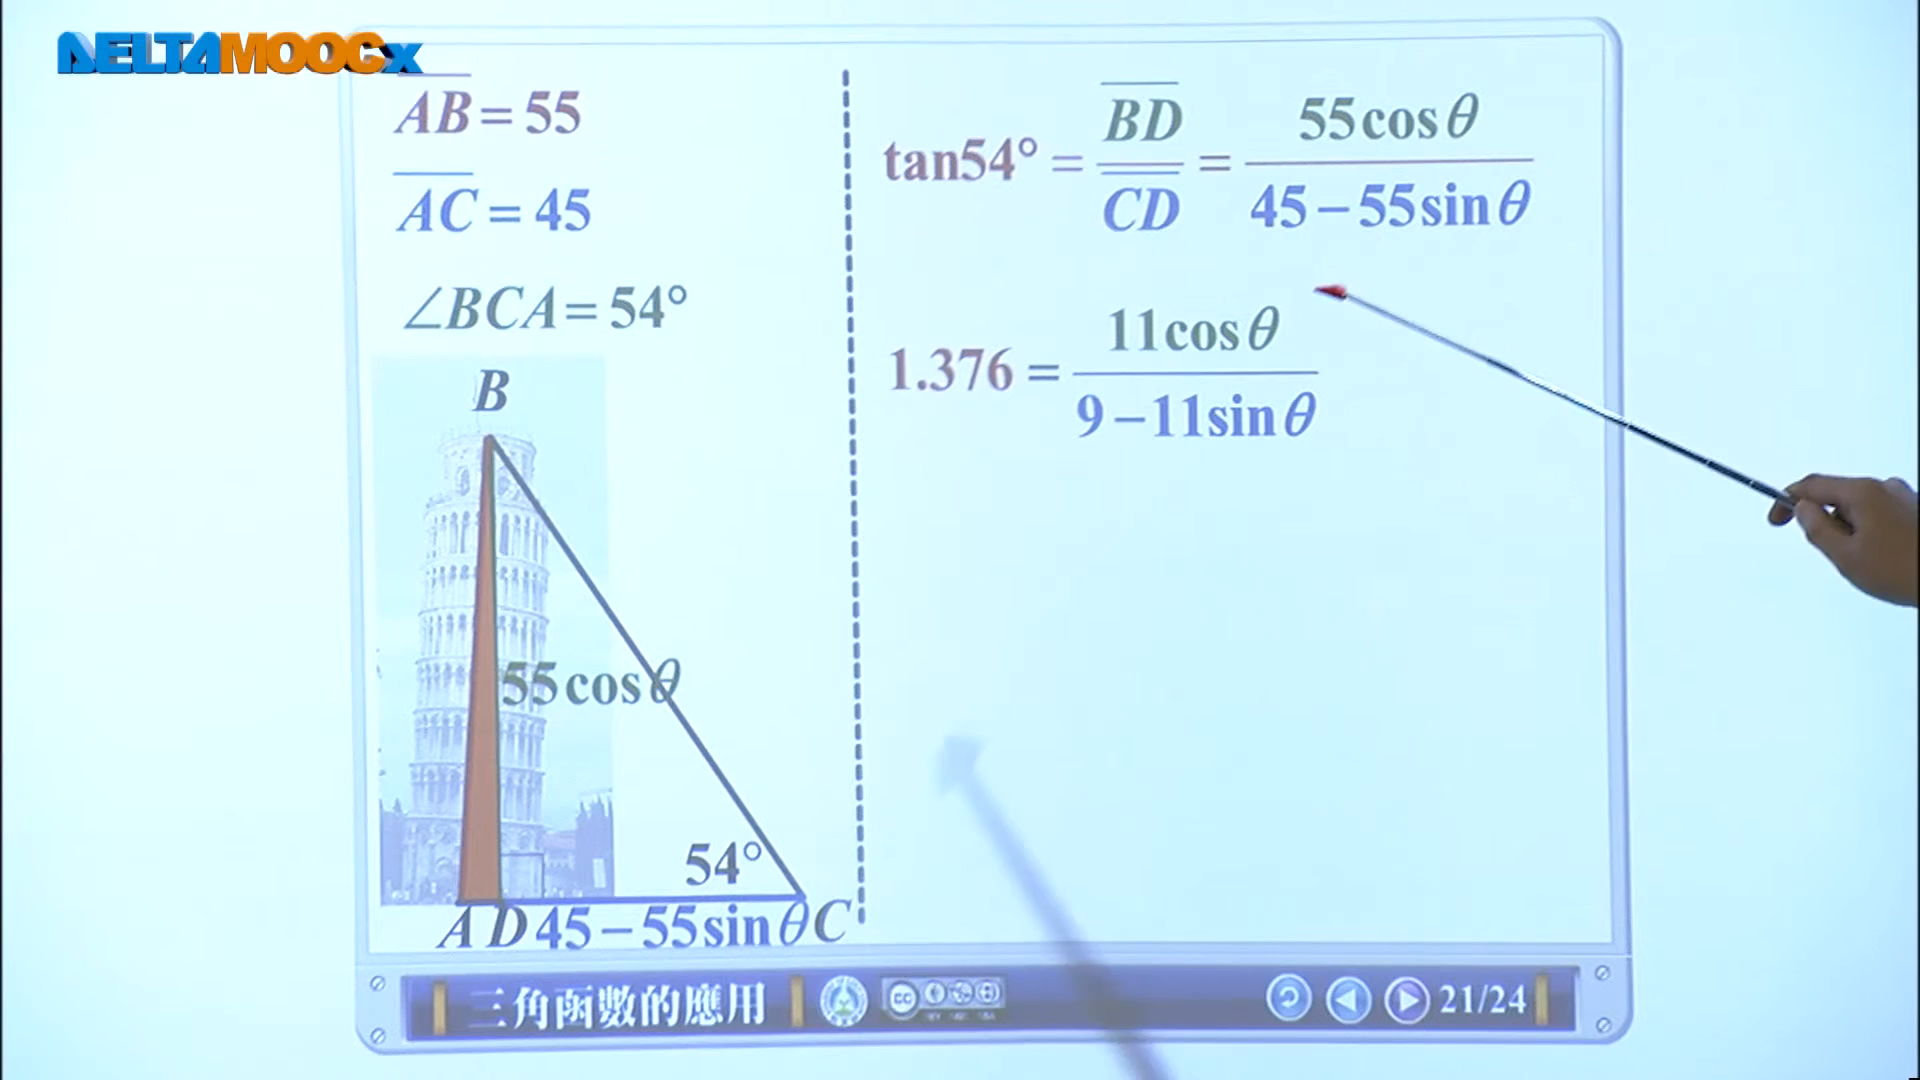 DELTAMOOCx
AB = 55
AC = 45
∠BCA = 54°
B
55cosθ
54°
A D 45−55sinθ C
tan54° = BD/CD = 55cosθ/(45−55sinθ)
1.376 = 11cosθ/(9−11sinθ)
三角函數的應用
cc
21/24